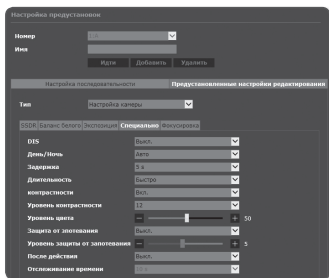 Настройка предустановок
Номер
Имя
Идти Добавить Удалить
Настройка последовательности Предустановленные настройки редактирования
Тип Настройка камеры
SSDR Баланс белого Экспозиция Специально Фокусировка
DIS Выкл.
День/Ночь Авто
Задержка 5 s
Длительность Быстро
контрастности Вкл.
Уровень контрастности 12
Уровень цвета 50
Защита от запотевания Выкл.
Уровень защиты от запотевания 5
После действия Выкл.
Отслеживание времени